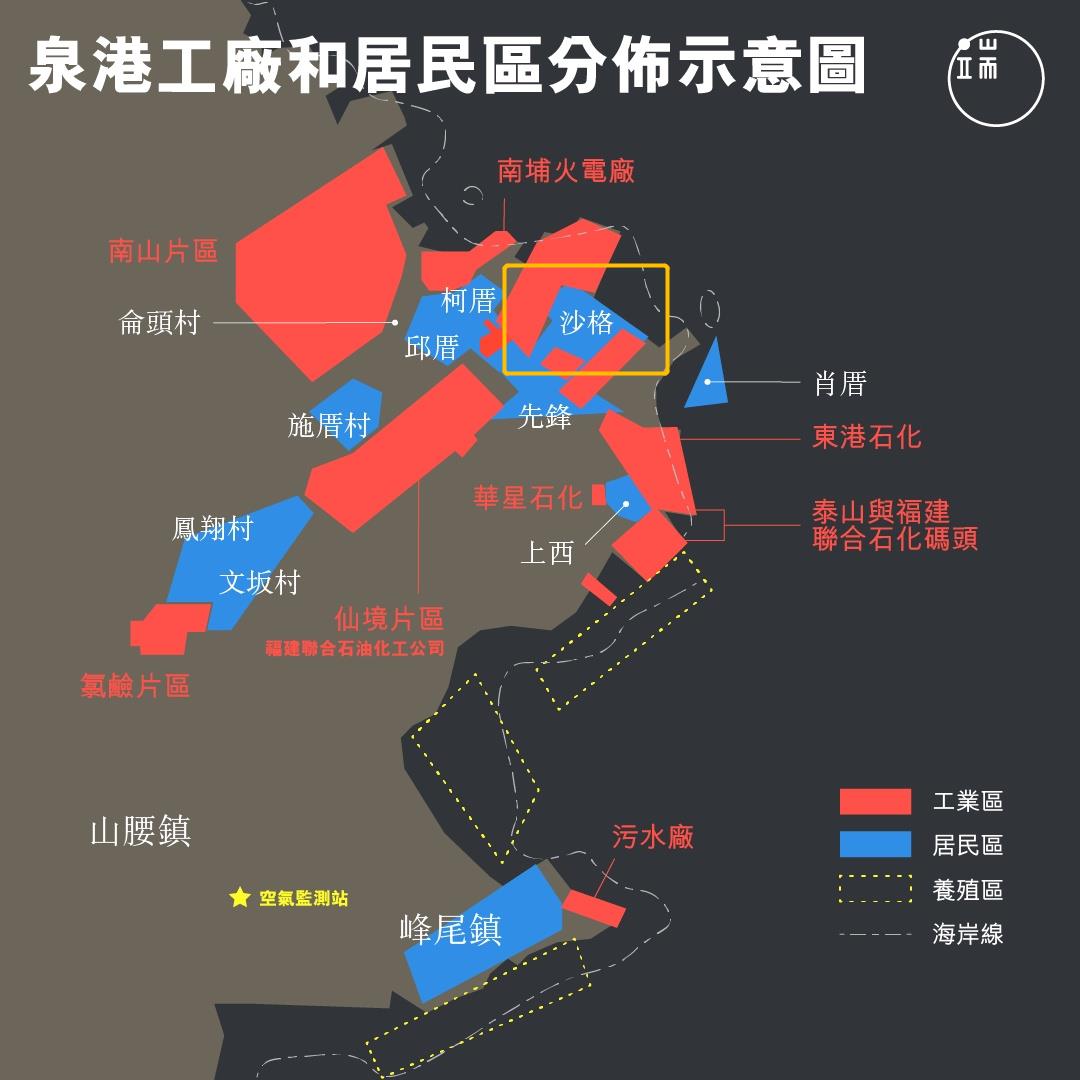 泉港工廠和居民區分佈示意圖
端
南埔火電廠
南山片區
柯厝
侖頭村
沙格
邱厝
肖厝
先鋒
施厝村
東港石化
華星石化
泰山與福建
聯合石化碼頭
鳳翔村
上西
文坂村
仙境片區
福建聯合石油化工公司
氯鹼片區
工業區
山腰鎮
污水廠
居民區
養殖區
空氣監測站
峰尾鎮
海岸線